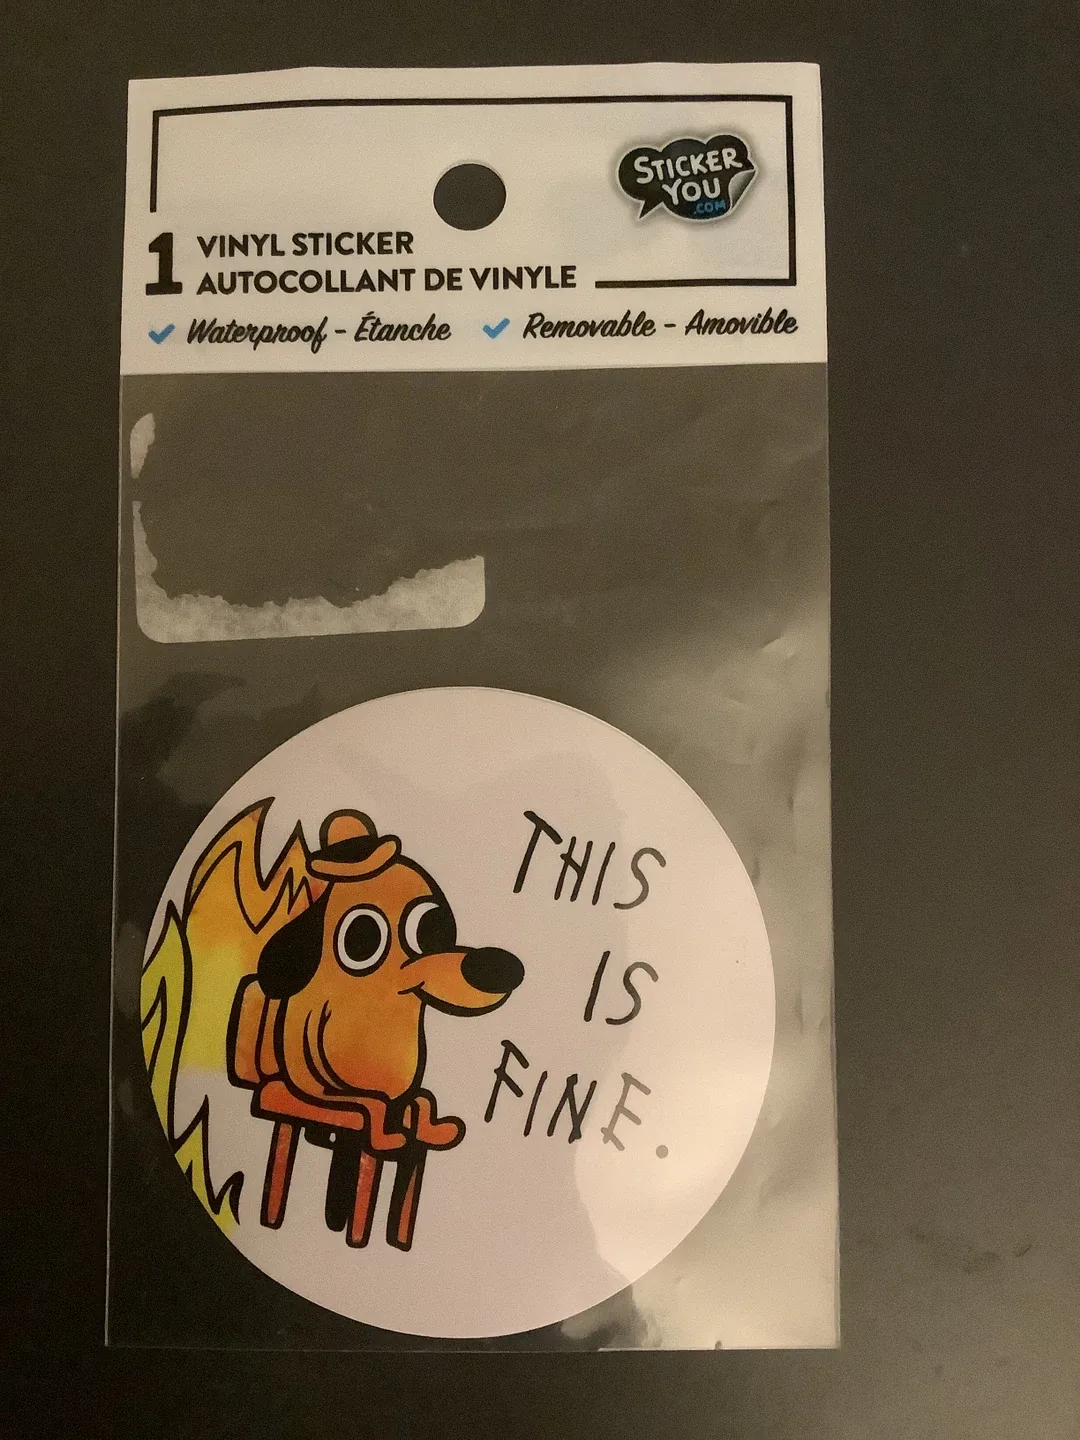 STICKER
YOU
.COM
1 VINYL STICKER
AUTOCOLLANT DE VINYLE
Waterproof - Étanche Removable - Amovible
THIS
IS
FINE.